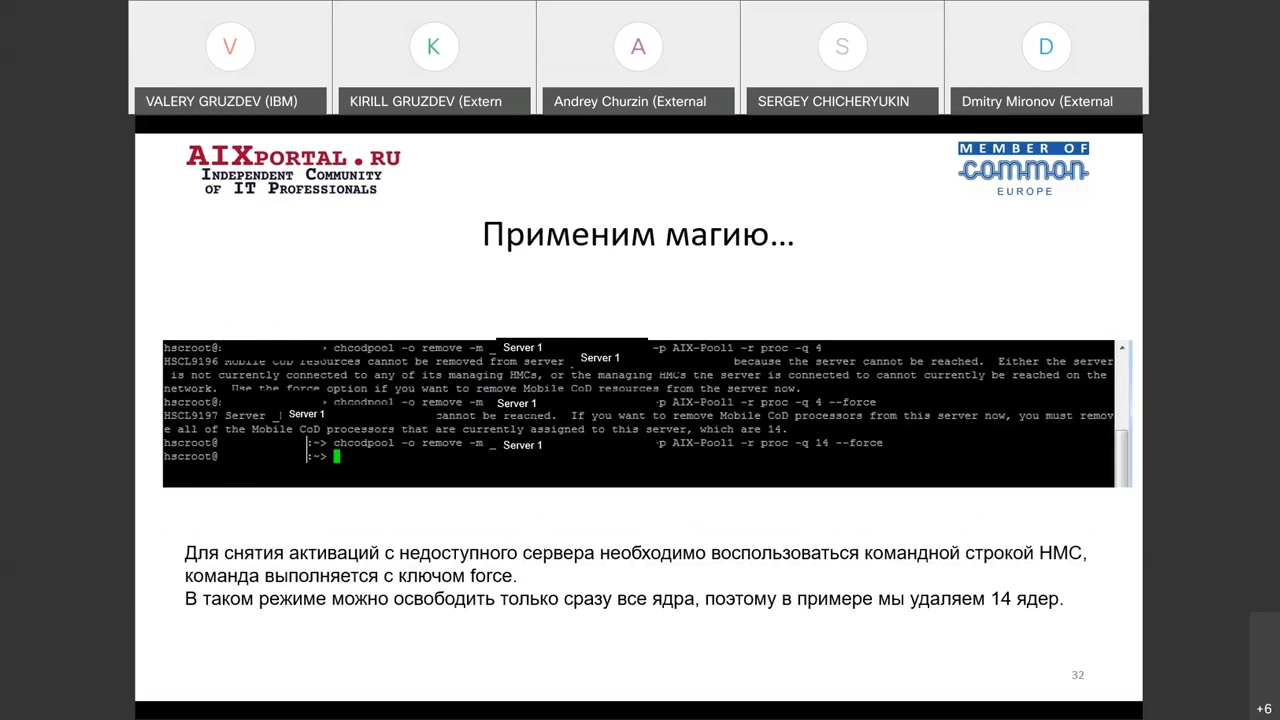 V
K
A
S
D
VALERY GRUZDEV (IBM)
KIRILL GRUZDEV (Extern
Andrey Churzin (External
SERGEY CHICHERYUKIN
Dmitry Mironov (External
AIXPORTAL.RU
INDEPENDENT COMMUNITY
OF IT PROFESSIONALS
MEMBER OF
common
EUROPE
Применим магию...
hscroot@: > chcodpool -o remove -m _ Server 1 -p AIX-Pool1 -r proc -q 4
HSCL9196 Mobile CoD resources cannot be removed from server Server 1 because the server cannot be reached. Either the server
is not currently connected to any of its managing HMCs, or the managing HMCs the server is connected to cannot currently be reached on the
network. Use the force option if you want to remove Mobile CoD resources from the server now.
hscroot@ > chcodpool -o remove -m Server 1 -p AIX-Pool1 -r proc -q 4 --force
HSCL9197 Server _ Server 1 cannot be reached. If you want to remove Mobile CoD processors from this server now, you must remov
e all of the Mobile CoD processors that are currently assigned to this server, which are 14.
hscroot@ :~> chcodpool -o remove -m _ Server 1 -p AIX-Pool1 -r proc -q 14 --force
hscroot@ :~>
Для снятия активаций с недоступного сервера необходимо воспользоваться командной строкой HMC,
команда выполняется с ключом force.
В таком режиме можно освободить только сразу все ядра, поэтому в примере мы удаляем 14 ядер.
32
+6